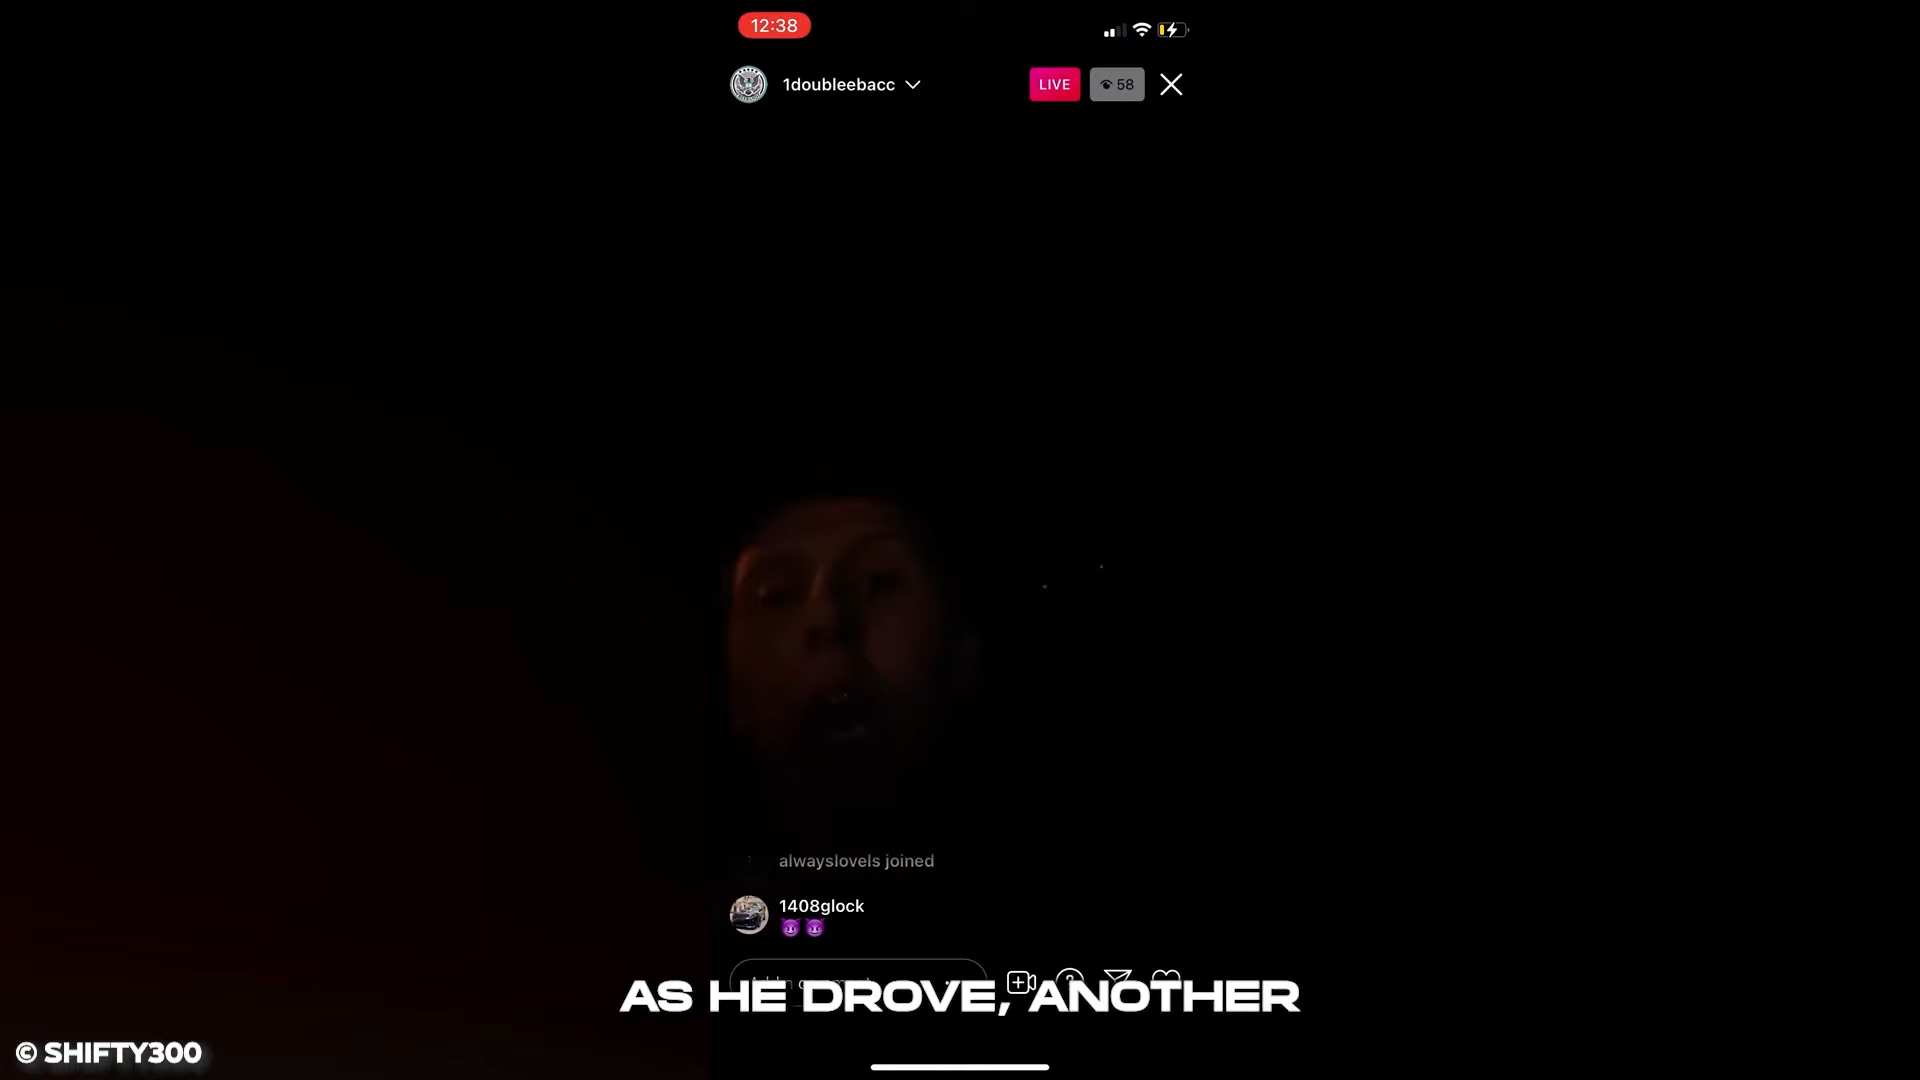 12:38
1doubleebacc
LIVE
58
alwayslovels joined
1408glock
AS HE DROVE, ANOTHER
© SHIFTY300